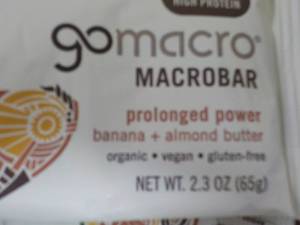 HIGH PROTEIN
gomacro®
MACROBAR
prolonged power
banana + almond butter
organic • vegan • gluten-free
NET WT. 2.3 OZ (65g)